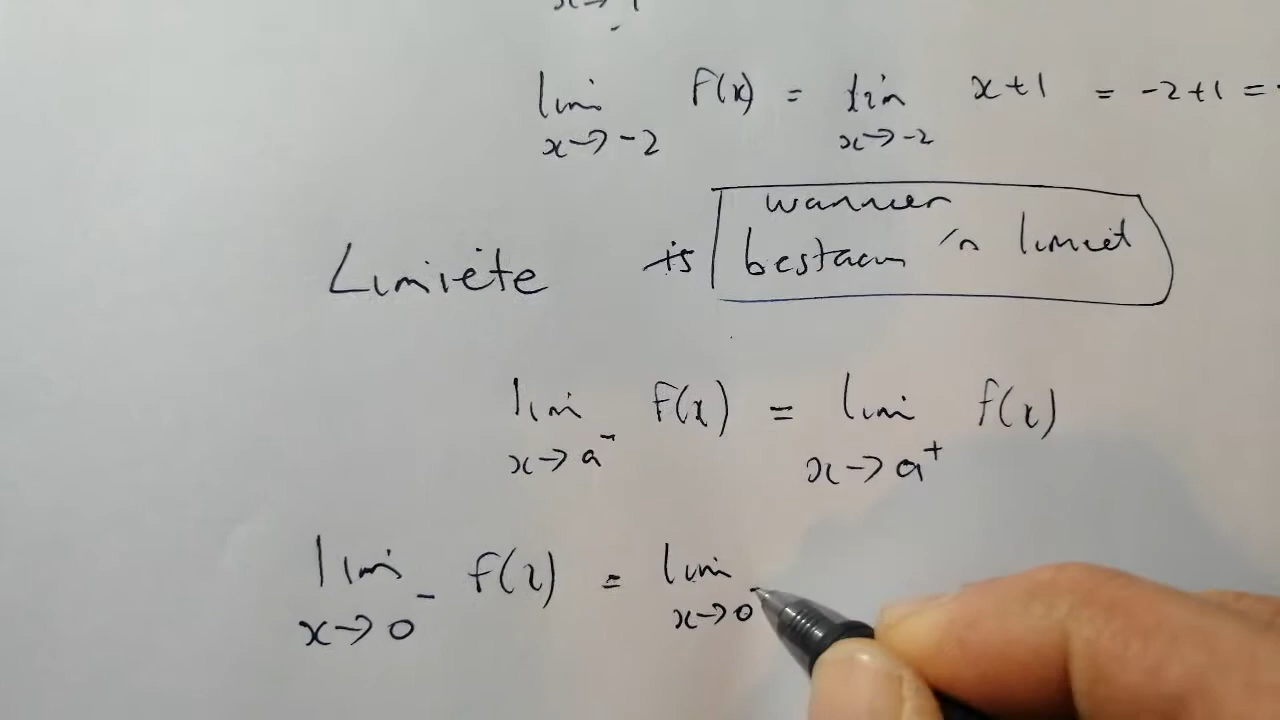 lim f(x) = lim x+1 = -2+1 =
x→-2 x→-2
wanneer
Limiete is bestaan 'n limiet
lim f(x) = lim f(x)
x→a⁻ x→a⁺
lim f(x) = lim
x→0⁻ x→0⁻